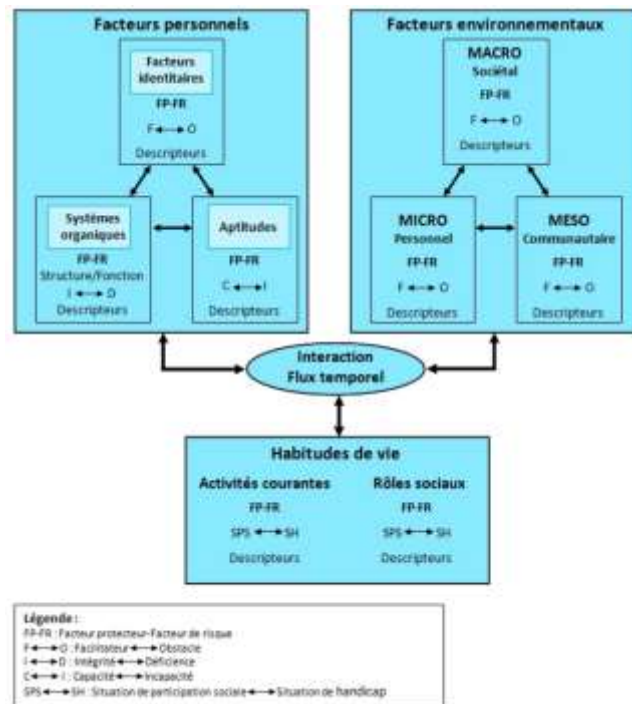 Facteurs personnels
Facteurs
identitaires
FP-FR
F ↔ O
Descripteurs
Systèmes
organiques
FP-FR
Structure/Fonction
I ↔ D
Descripteurs
Aptitudes
FP-FR
C ↔ I
Descripteurs
Facteurs environnementaux
MACRO
Sociétal
FP-FR
F ↔ O
Descripteurs
MICRO
Personnel
FP-FR
F ↔ O
Descripteurs
MESO
Communautaire
FP-FR
F ↔ O
Descripteurs
Interaction
Flux temporel
Habitudes de vie
Activités courantes
FP-FR
SPS ↔ SH
Descripteurs
Rôles sociaux
FP-FR
SPS ↔ SH
Descripteurs
Légende :
FP-FR : Facteur protecteur-Facteur de risque
F ↔ O : Facilitateur ↔ Obstacle
I ↔ D : Intégrité ↔ Déficience
C ↔ I : Capacité ↔ Incapacité
SPS ↔ SH : Situation de participation sociale ↔ Situation de handicap